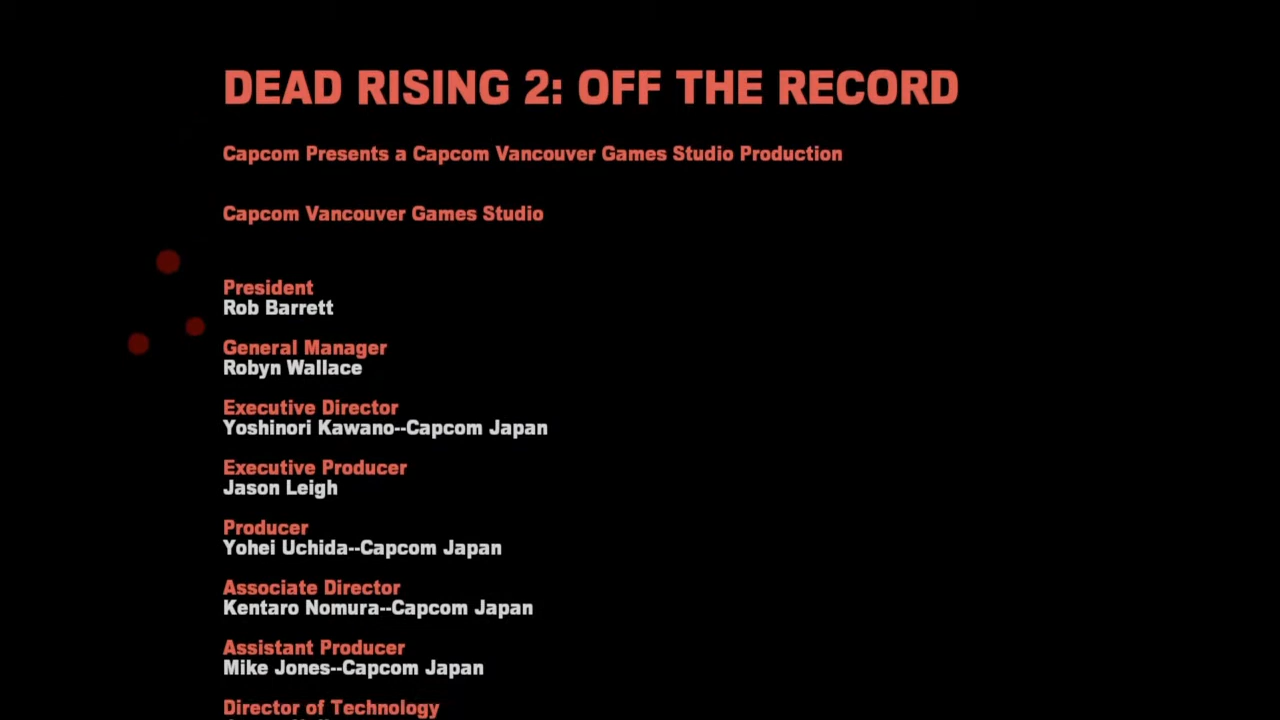 DEAD RISING 2: OFF THE RECORD
Capcom Presents a Capcom Vancouver Games Studio Production
Capcom Vancouver Games Studio
President
Rob Barrett
General Manager
Robyn Wallace
Executive Director
Yoshinori Kawano--Capcom Japan
Executive Producer
Jason Leigh
Producer
Yohei Uchida--Capcom Japan
Associate Director
Kentaro Nomura--Capcom Japan
Assistant Producer
Mike Jones--Capcom Japan
Director of Technology